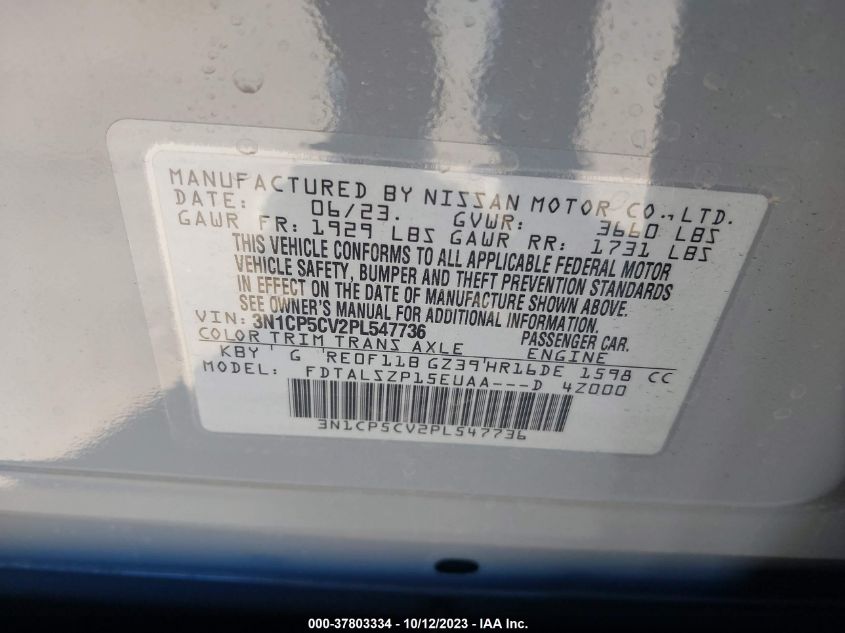 MANUFACTURED BY NISSAN MOTOR CO., LTD.
DATE: 06/23. GVWR: 3660 LBS
GAWR FR: 1929 LBS GAWR RR: 1731 LBS
THIS VEHICLE CONFORMS TO ALL APPLICABLE FEDERAL MOTOR
VEHICLE SAFETY, BUMPER AND THEFT PREVENTION STANDARDS
IN EFFECT ON THE DATE OF MANUFACTURE SHOWN ABOVE.
SEE OWNER'S MANUAL FOR ADDITIONAL INFORMATION.
VIN: 3N1CP5CV2PL547736 PASSENGER CAR.
COLOR TRIM TRANS AXLE ENGINE
KBY G RE0F11B GZ39 HR16DE 1598 CC
MODEL: FDTALSZP15EUAA---D 4Z000
3N1CP5CV2PL547736
000-37803334 - 10/12/2023 - © IAA Inc.